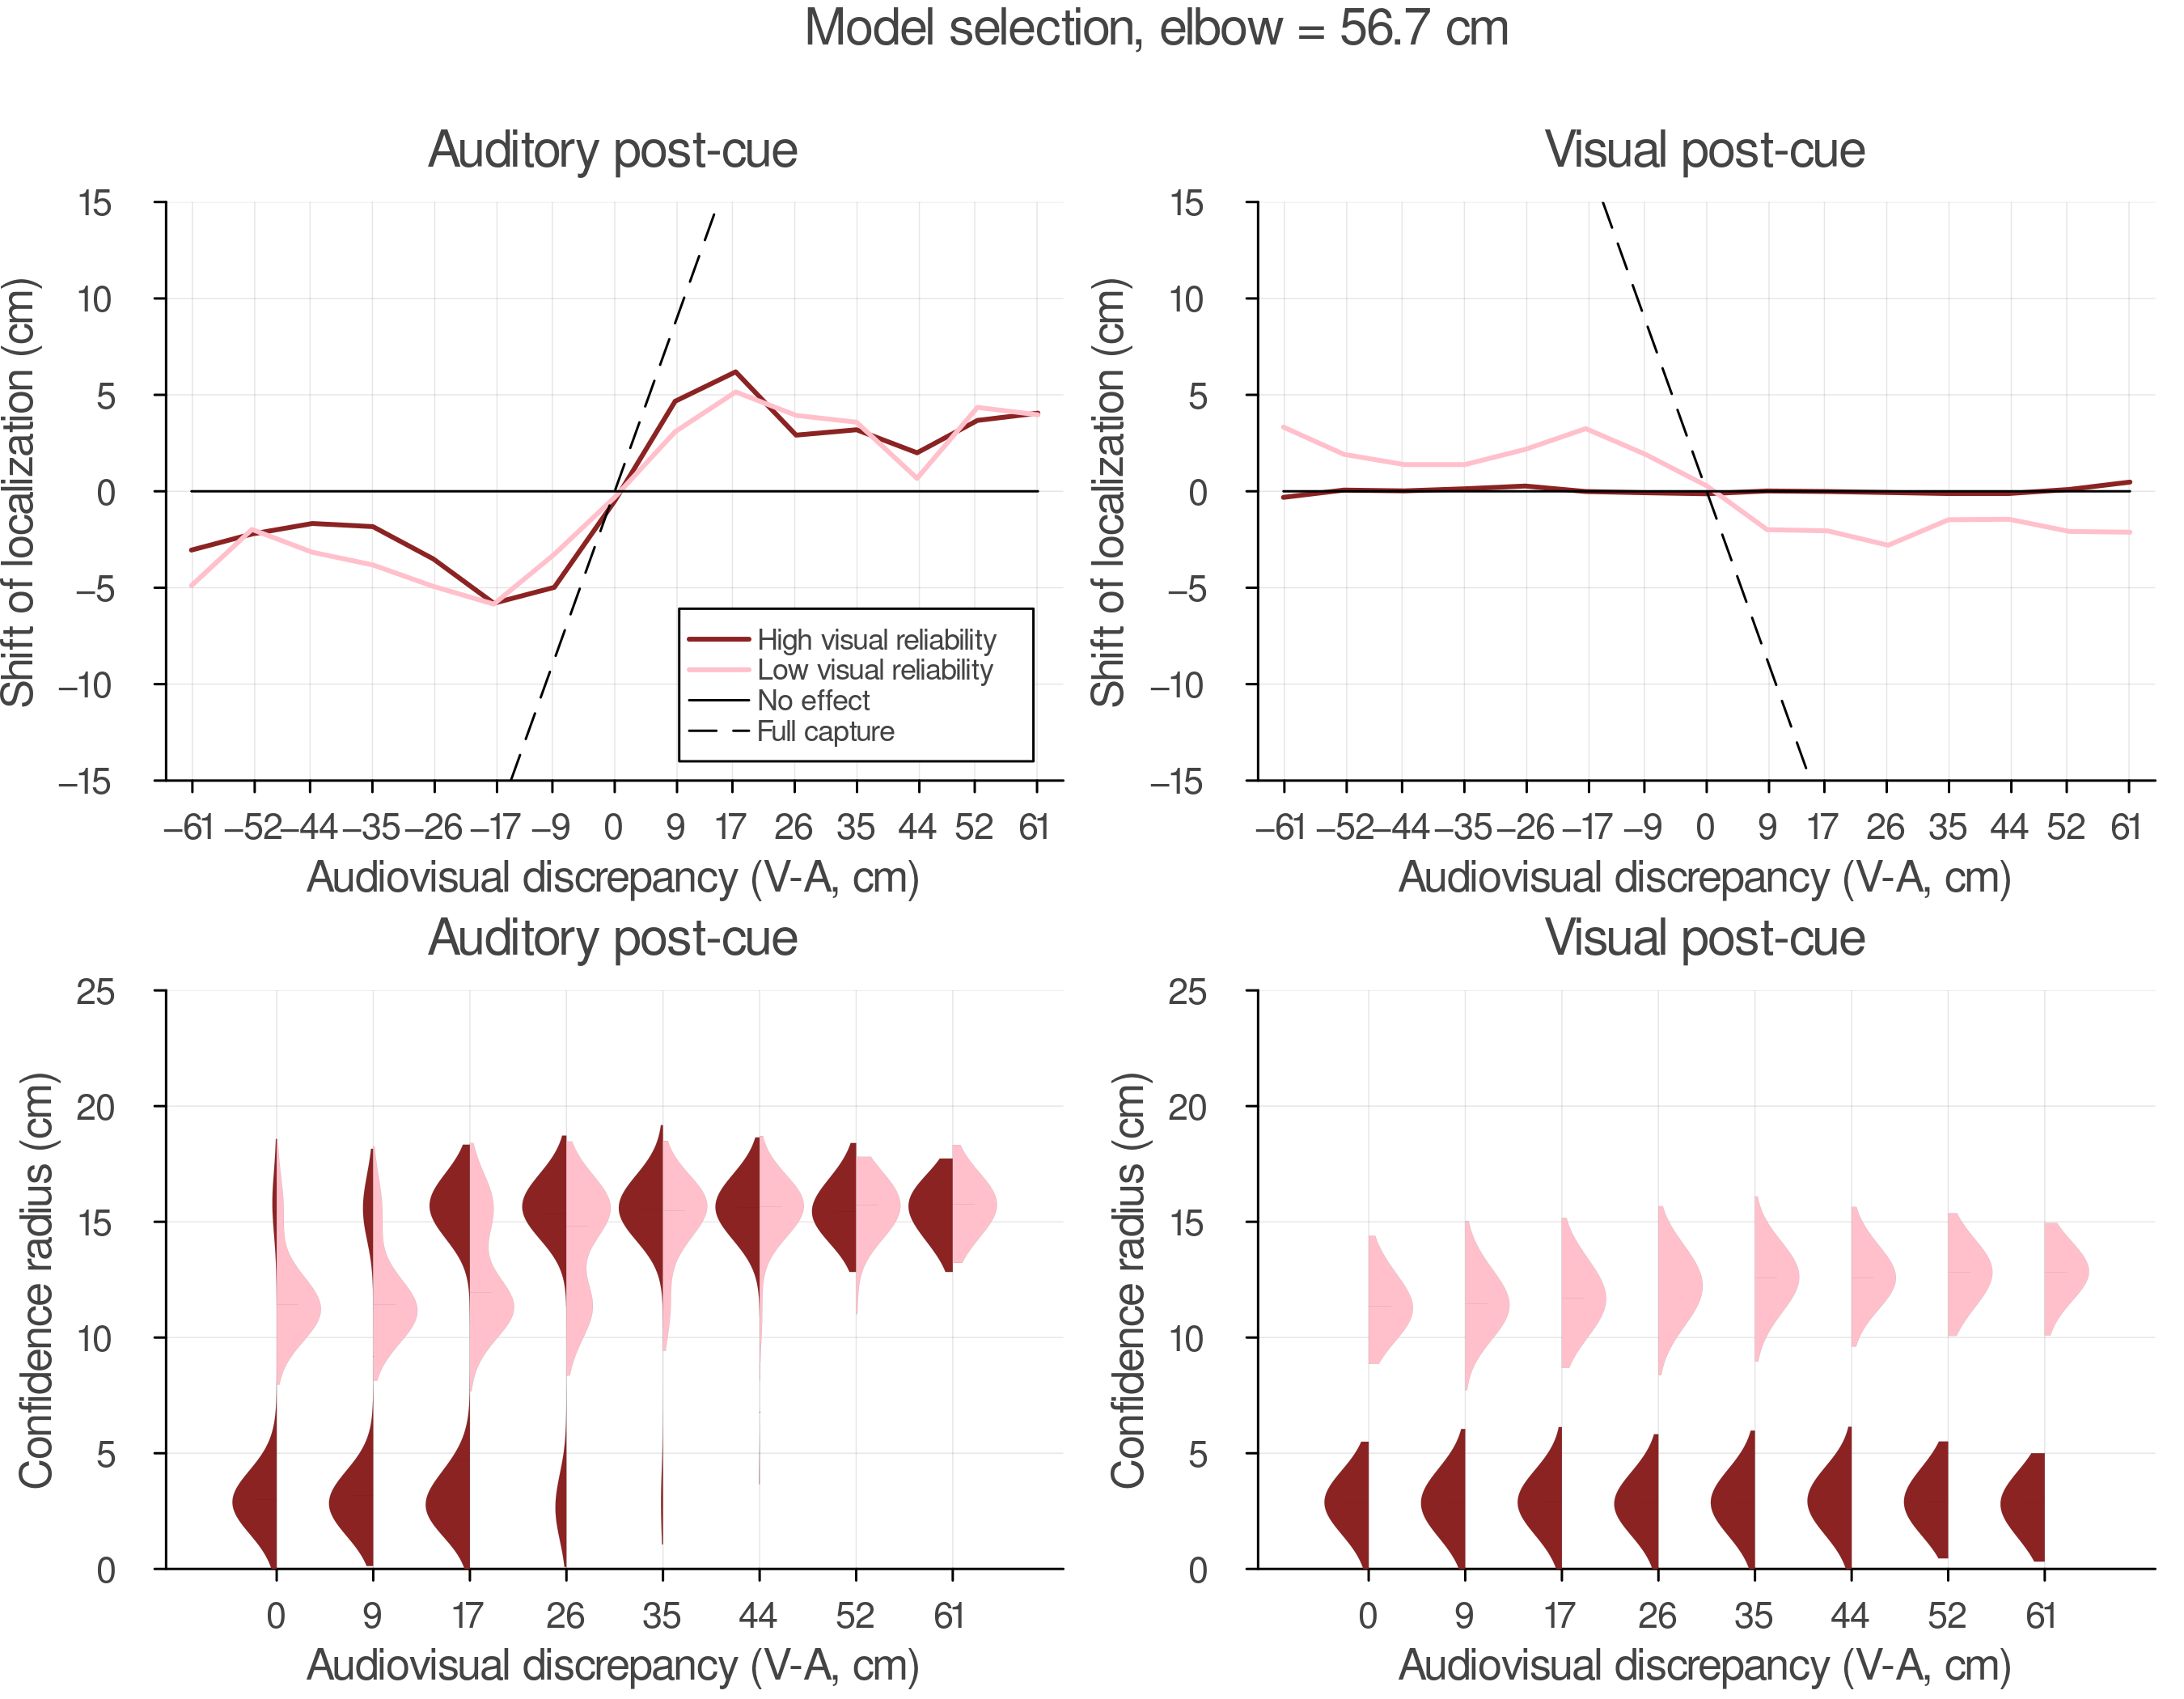 Model selection, elbow = 56.7 cm
Auditory post-cue
Shift of localization (cm)
15
10
5
0
−5
−10
−15
High visual reliability
Low visual reliability
No effect
Full capture
−61 −52 −44 −35 −26 −17 −9 0 9 17 26 35 44 52 61
Audiovisual discrepancy (V-A, cm)
Visual post-cue
Shift of localization (cm)
15
10
5
0
−5
−10
−15
−61 −52 −44 −35 −26 −17 −9 0 9 17 26 35 44 52 61
Audiovisual discrepancy (V-A, cm)
Auditory post-cue
Confidence radius (cm)
25
20
15
10
5
0
0 9 17 26 35 44 52 61
Audiovisual discrepancy (V-A, cm)
Visual post-cue
Confidence radius (cm)
25
20
15
10
5
0
0 9 17 26 35 44 52 61
Audiovisual discrepancy (V-A, cm)